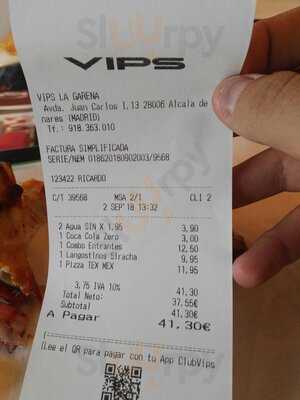 Sluurpy
VIPS
VIPS LA GARENA
Avda. Juan Carlos I,13 28006 Alcala de
nares (MADRID)
Tf.: 918.363.010
FACTURA SIMPLIFICADA
SERIE/NEM 018620180902003/9568
123422 RICARDO
C/T 39568 MSA 2/1 CLI 2
2 SEP'18 13:32
2 Agua SIN X 1,95 3,90
1 Coca Cola Zero 3,00
1 Combo Entrantes 12,50
1 Langostinos Siracha 9,95
1 Pizza TEX MEX 11,95
3,75 IVA 10% 41,30
Total Neto: 37,55€
Subtotal 41,30€
A Pagar 41,30€
¡Lee el QR para pagar con tu App ClubVips